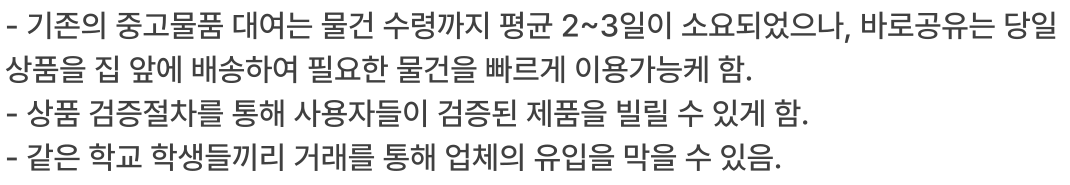 - 기존의 중고물품 대여는 물건 수령까지 평균 2~3일이 소요되었으나, 바로공유는 당일
상품을 집 앞에 배송하여 필요한 물건을 빠르게 이용가능케 함.
- 상품 검증절차를 통해 사용자들이 검증된 제품을 빌릴 수 있게 함.
- 같은 학교 학생들끼리 거래를 통해 업체의 유입을 막을 수 있음.